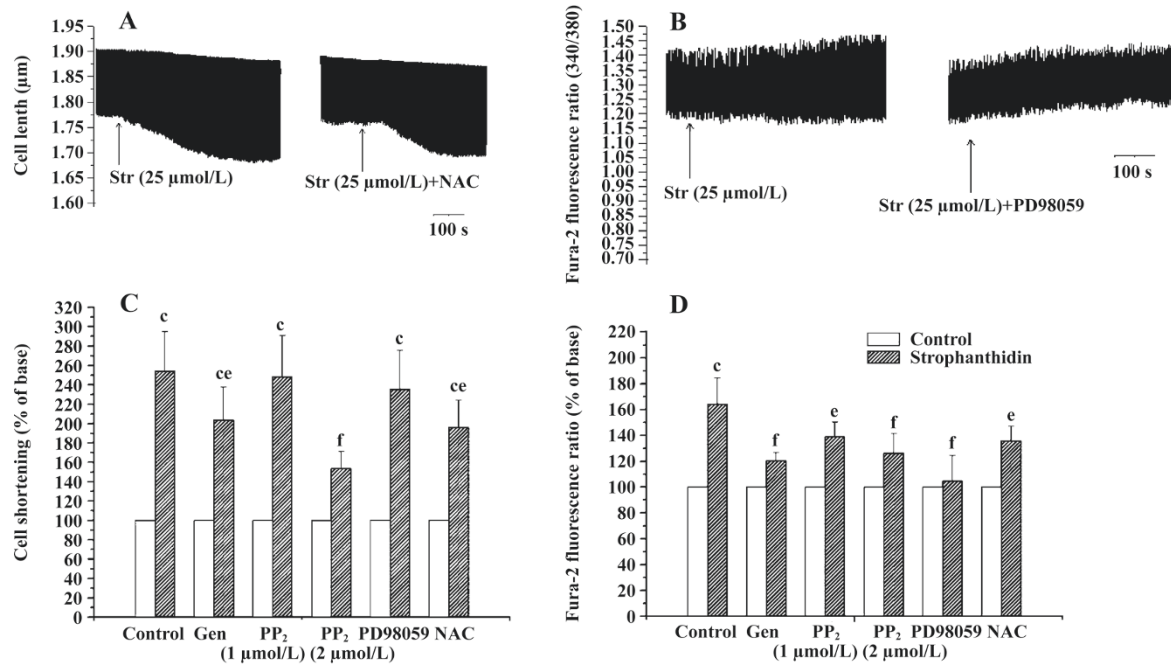 A
Cell lenth (µm)
1.95
1.90
1.85
1.80
1.75
1.70
1.65
1.60
Str (25 µmol/L)
Str (25 µmol/L)+NAC
100 s
B
Fura-2 fluorescence ratio (340/380)
1.50
1.45
1.40
1.35
1.30
1.25
1.20
1.15
1.10
1.05
1.00
0.95
0.90
0.85
0.80
0.75
0.70
Str (25 µmol/L)
Str (25 µmol/L)+PD98059
100 s
C
Cell shortening (% of base)
320
300
280
260
240
220
200
180
160
140
120
100
80
60
40
20
0
c
ce
c
f
c
ce
Control Gen PP₂ PP₂ PD98059 NAC
(1 µmol/L) (2 µmol/L)
D
Fura-2 fluorescence ratio (% of base)
220
200
180
160
140
120
100
80
60
40
20
0
Control
Strophanthidin
c
f
e
f
f
e
Control Gen PP₂ PP₂ PD98059 NAC
(1 µmol/L) (2 µmol/L)